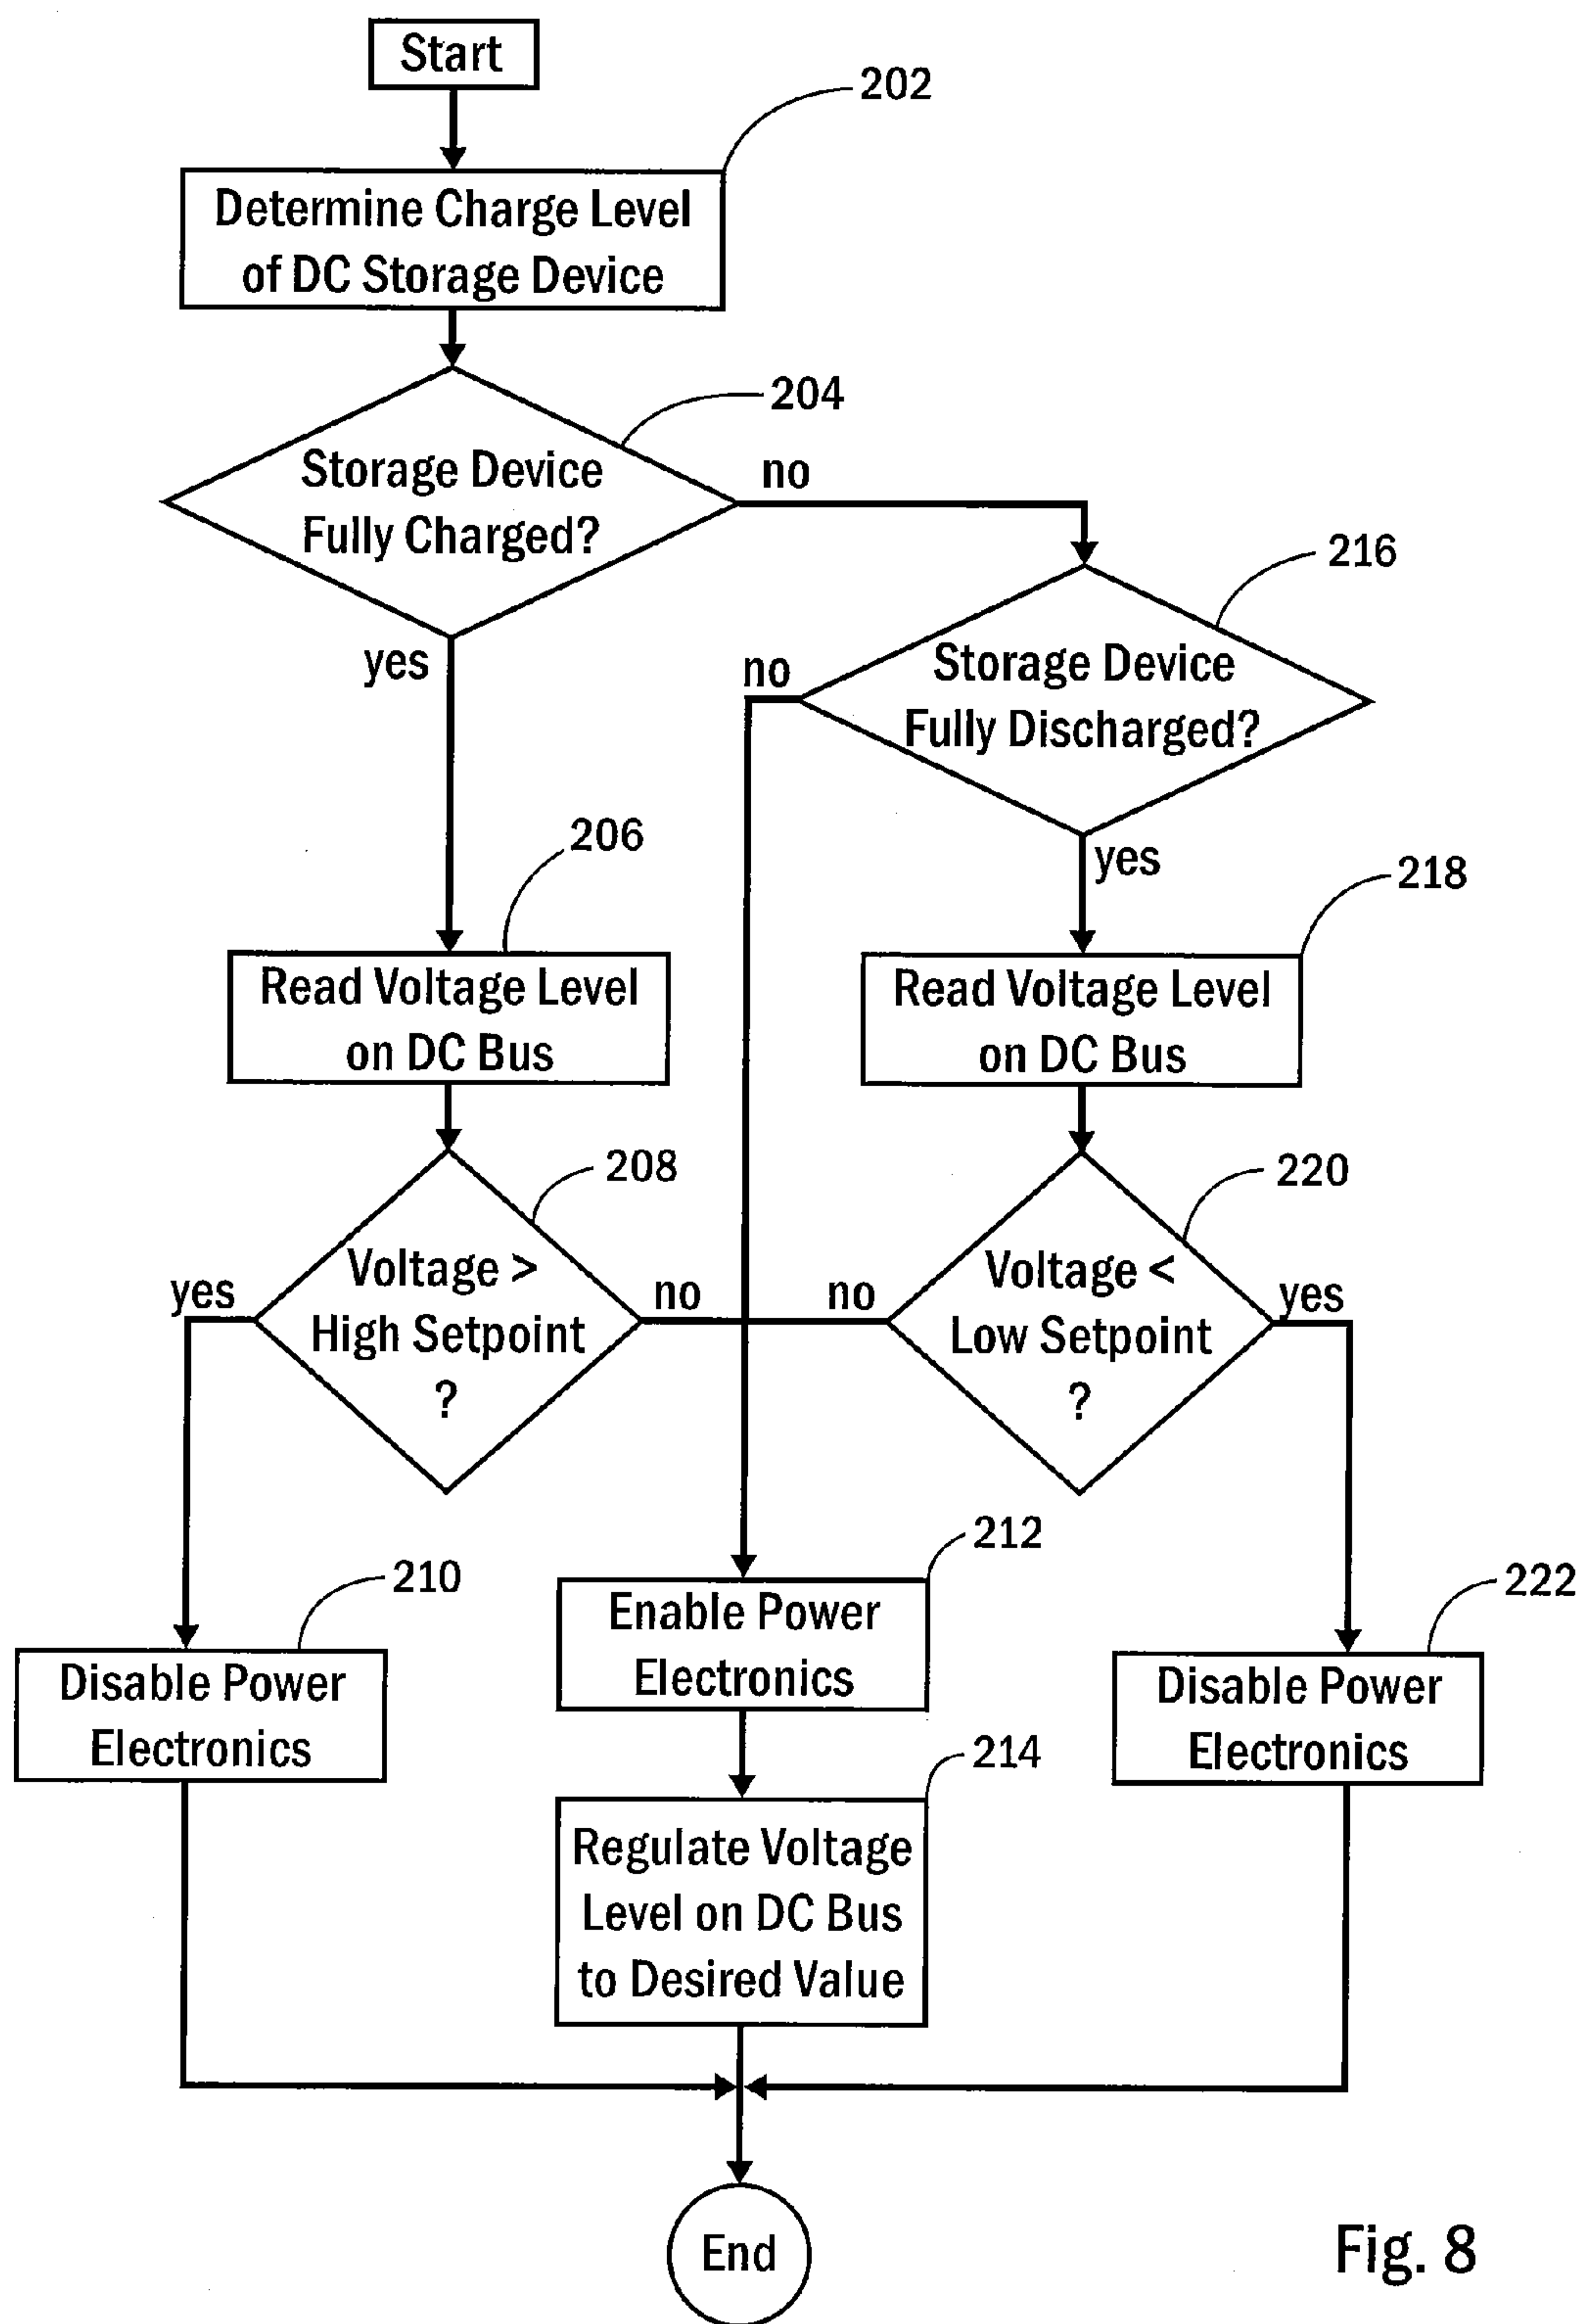 Start
202
Determine Charge Level
of DC Storage Device
204
Storage Device
Fully Charged?
no
yes
216
Storage Device
Fully Discharged?
no
yes
206
Read Voltage Level
on DC Bus
218
Read Voltage Level
on DC Bus
208
Voltage >
High Setpoint
?
yes
no
220
Voltage <
Low Setpoint
?
no
yes
210
Disable Power
Electronics
212
Enable Power
Electronics
222
Disable Power
Electronics
214
Regulate Voltage
Level on DC Bus
to Desired Value
End
Fig. 8